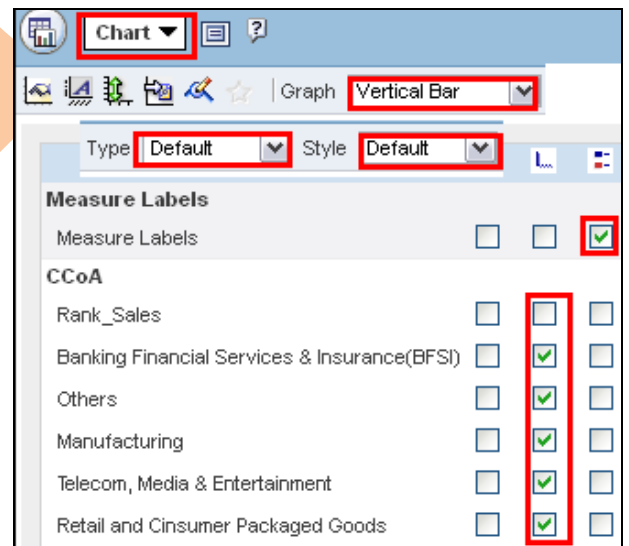 Chart
Graph Vertical Bar
Type Default Style Default
Measure Labels
Measure Labels
CCoA
Rank_Sales
Banking Financial Services & Insurance(BFSI)
Others
Manufacturing
Telecom, Media & Entertainment
Retail and Cinsumer Packaged Goods